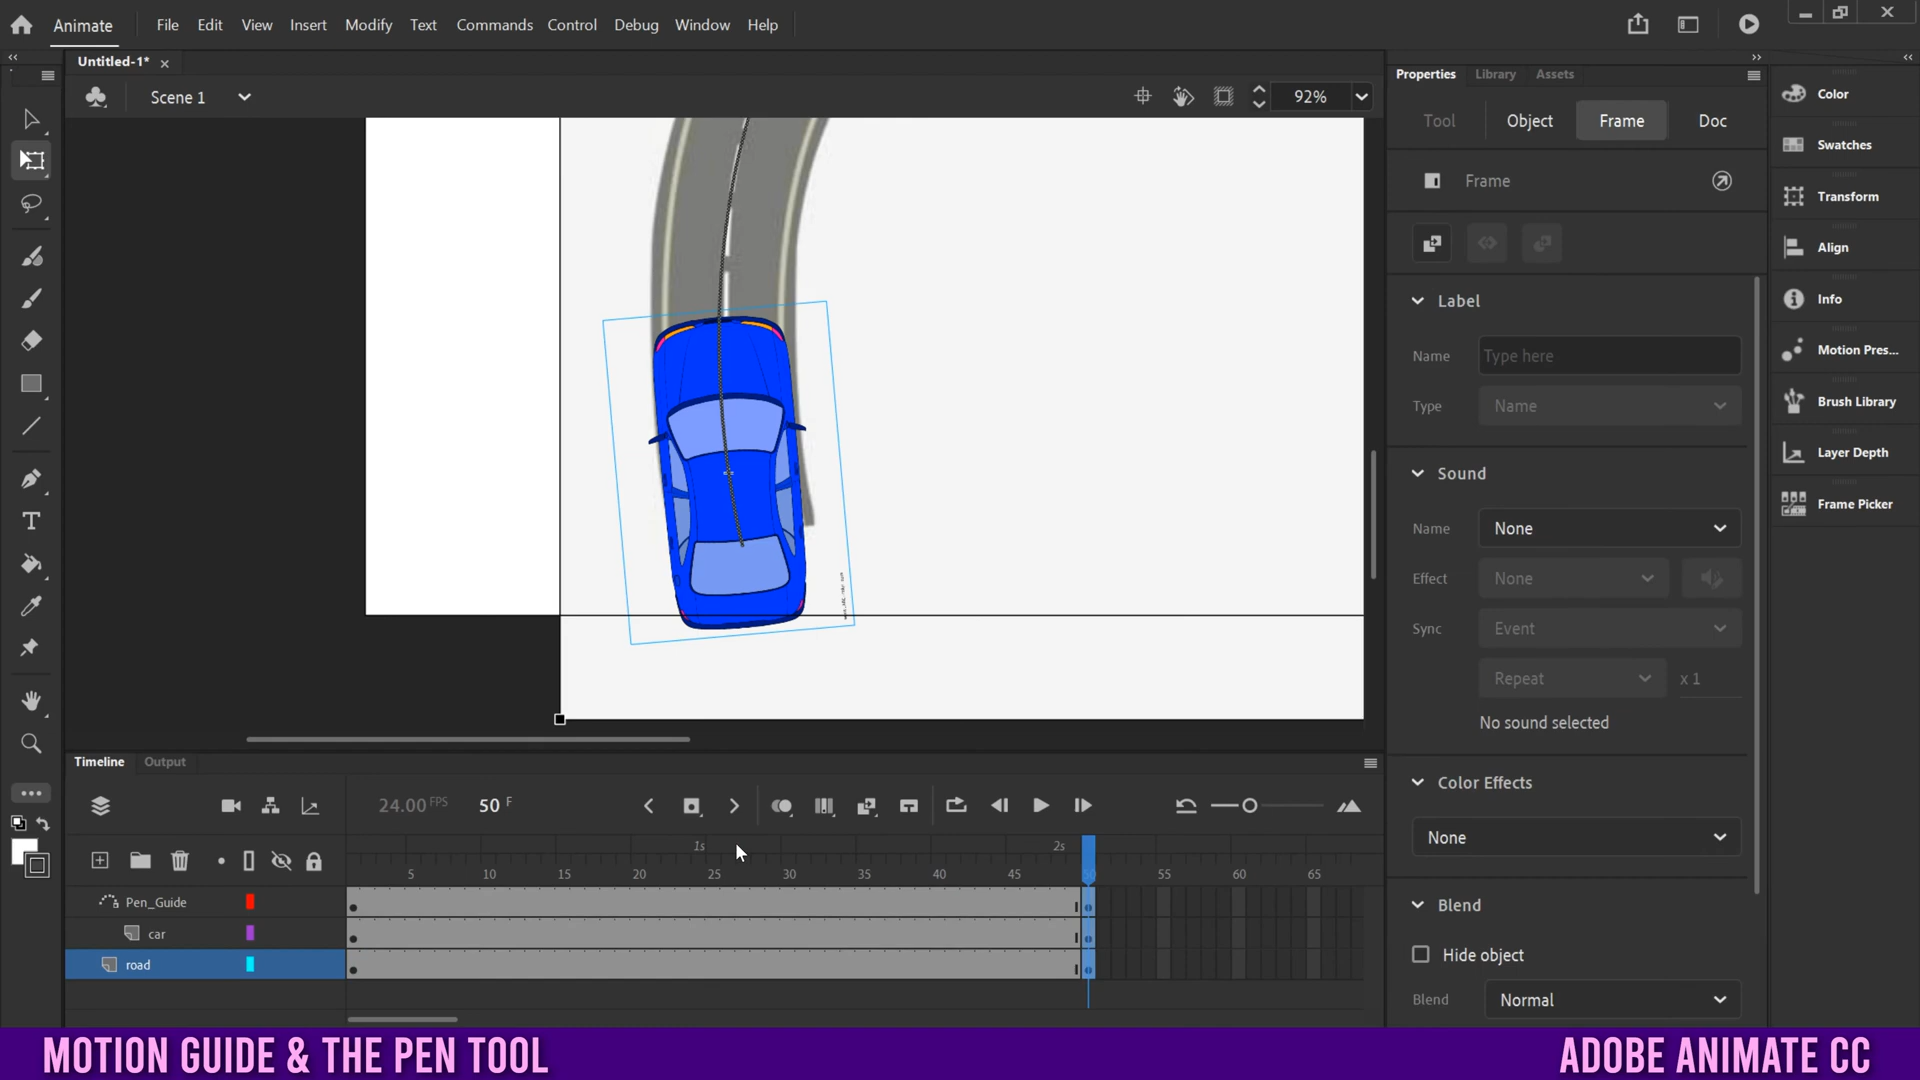 Animate File Edit View Insert Modify Text Commands Control Debug Window Help
Untitled-1*
Scene 1 92%
Properties Library Assets
Tool Object Frame Doc
Frame
Label
Name Type here
Type Name
Sound
Name None
Effect None
Sync Event
Repeat x 1
No sound selected
Color Effects
None
Blend
Hide object
Blend Normal
Color
Swatches
Transform
Align
Info
Motion Pres...
Brush Library
Layer Depth
Frame Picker
Timeline Output
24.00 FPS 50 F
1s 2s
5 10 15 20 25 30 35 40 45 50 55 60 65
Pen_Guide
car
road
MOTION GUIDE & THE PEN TOOL ADOBE ANIMATE CC